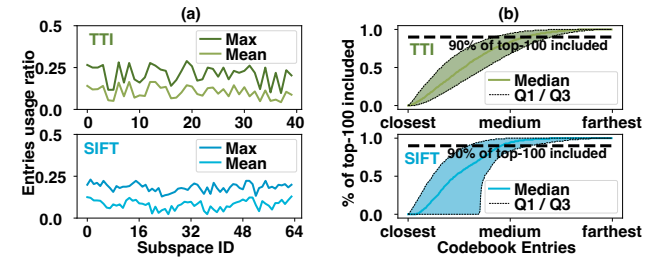 (a)
(b)
Entries usage ratio
0.5
0.25
0.0
TTI
Max
Mean
0
10
20
30
40
0.5
0.25
0.0
SIFT
Max
Mean
0
16
32
48
64
Subspace ID
% of top-100 included
1.0
0.5
0.0
90% of top-100 included
TTI
Median
Q1 / Q3
closest
medium
farthest
1.0
0.5
0.0
90% of top-100 included
SIFT
Median
Q1 / Q3
closest
medium
farthest
Codebook Entries